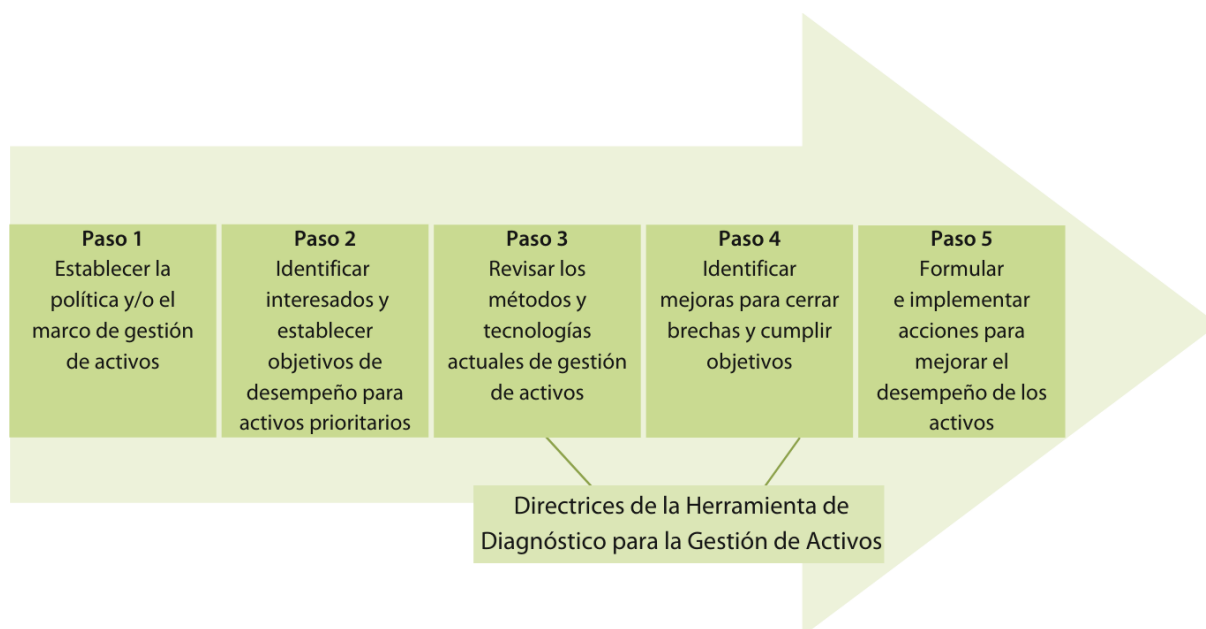 Paso 1
Establecer la
política y/o el
marco de gestión
de activos
Paso 2
Identificar
interesados y
establecer
objetivos de
desempeño para
activos prioritarios
Paso 3
Revisar los
métodos y
tecnologías
actuales de gestión
de activos
Paso 4
Identificar
mejoras para cerrar
brechas y cumplir
objetivos
Paso 5
Formular
e implementar
acciones para
mejorar el
desempeño de los
activos
Directrices de la Herramienta de
Diagnóstico para la Gestión de Activos